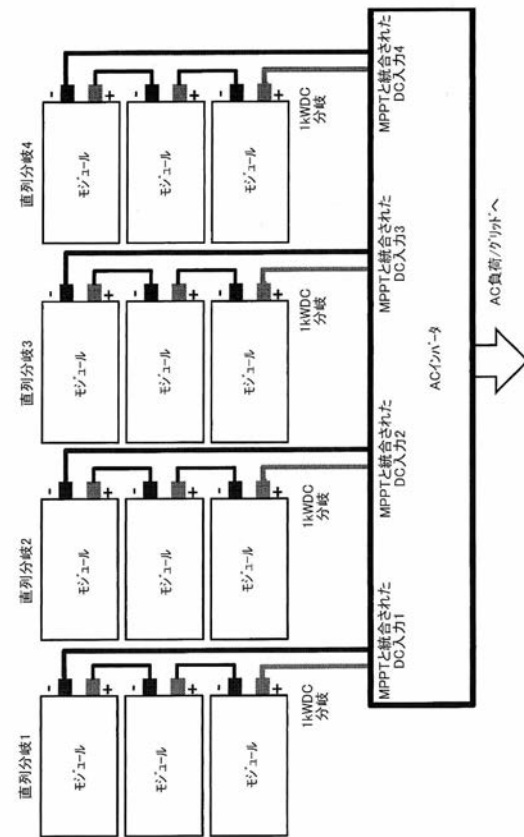 直列分岐1
モジュール
-
+
モジュール
-
+
モジュール
-
+
1kWDC
分岐
直列分岐2
モジュール
-
+
モジュール
-
+
モジュール
-
+
1kWDC
分岐
直列分岐3
モジュール
-
+
モジュール
-
+
モジュール
-
+
1kWDC
分岐
直列分岐4
モジュール
-
+
モジュール
-
+
モジュール
-
+
1kWDC
分岐
MPPTと統合された
DC入力1
MPPTと統合された
DC入力2
MPPTと統合された
DC入力3
MPPTと統合された
DC入力4
ACインバータ
AC負荷/グリッドへ